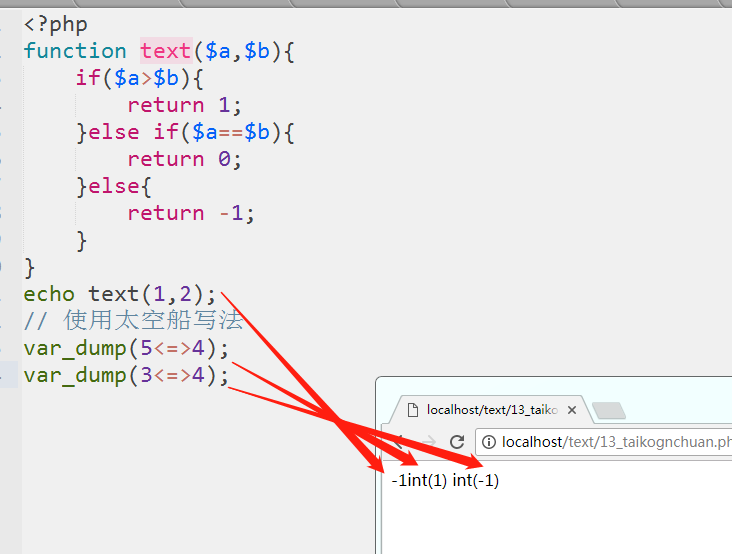 <?php
function text($a,$b){
if($a>$b){
return 1;
}else if($a==$b){
return 0;
}else{
return -1;
}
}
echo text(1,2);
// 使用太空船写法
var_dump(5<=>4);
var_dump(3<=>4);
localhost/text/13_taiko
localhost/text/13_taikognchuan.ph
-1int(1) int(-1)